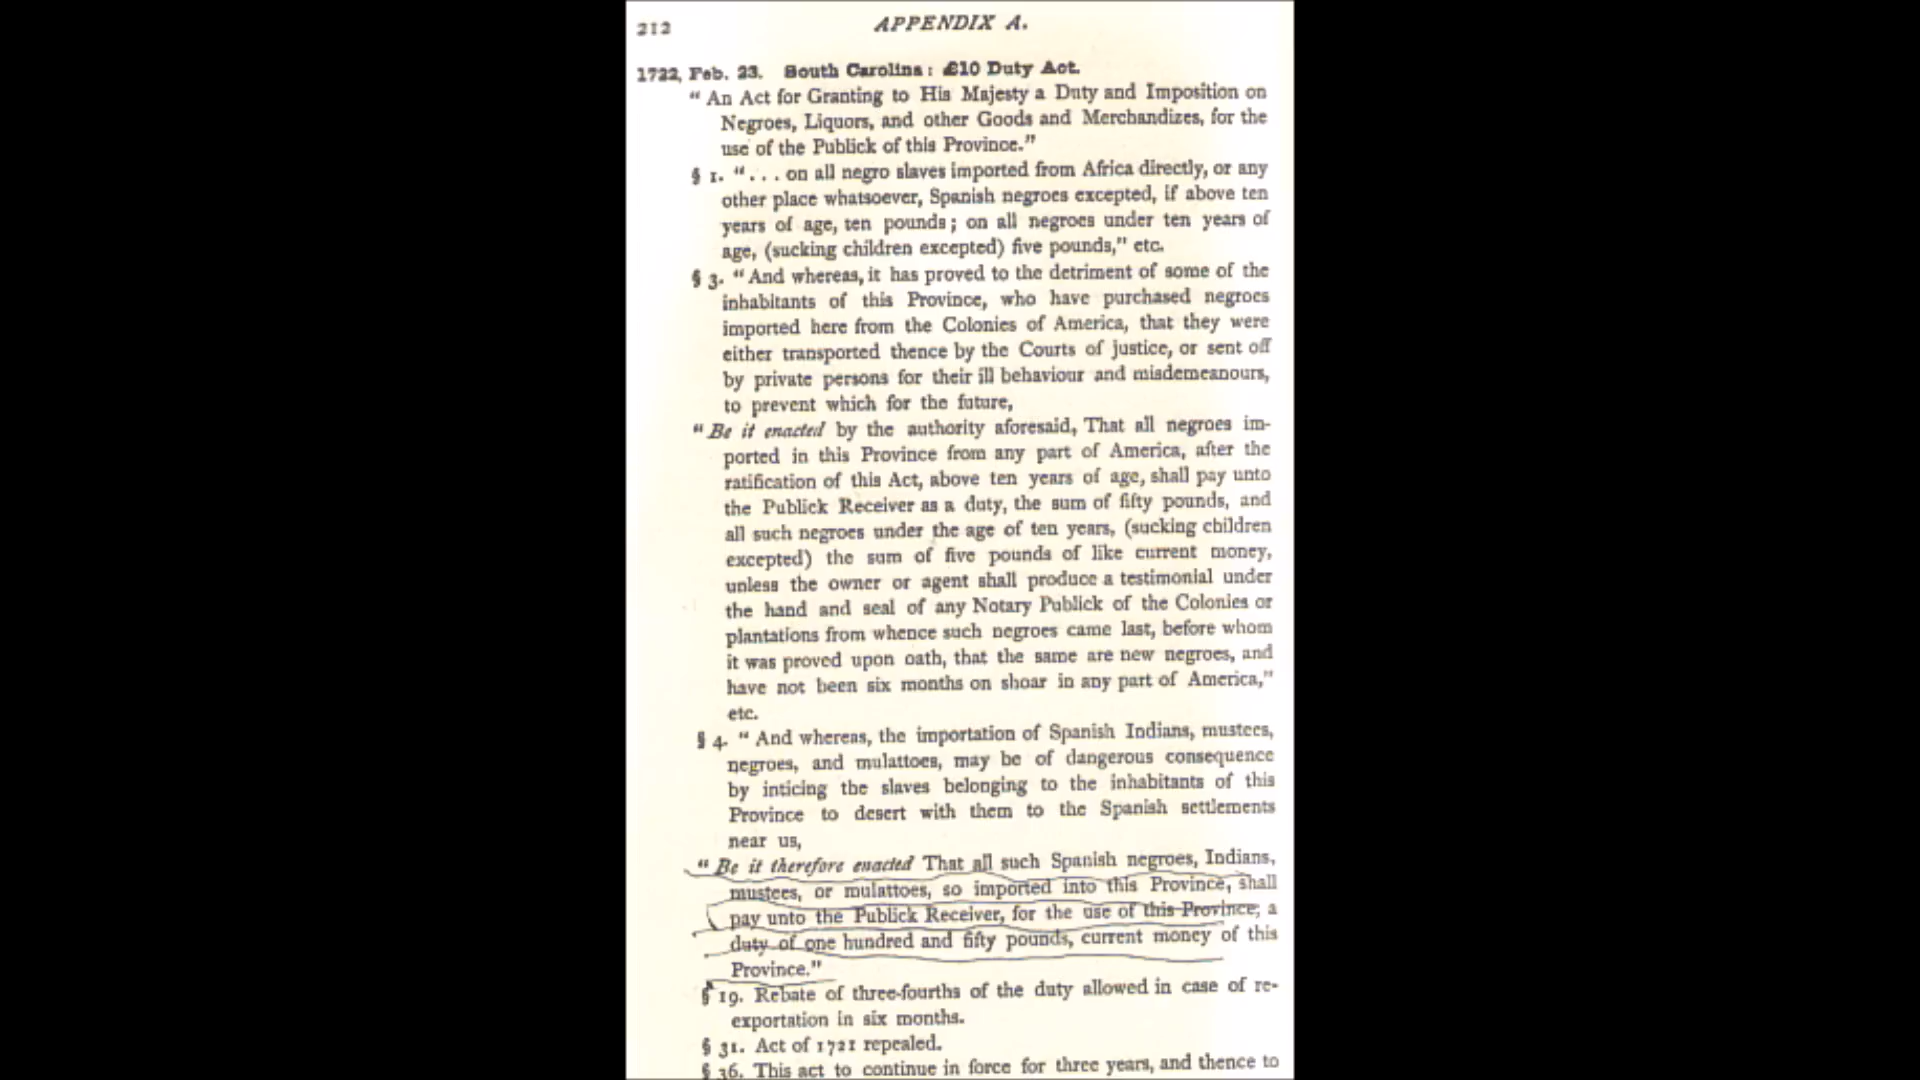 212
APPENDIX A.
1722, Feb. 23. South Carolina: £10 Duty Act.
"An Act for Granting to His Majesty a Duty and Imposition on
Negroes, Liquors, and other Goods and Merchandizes, for the
use of the Publick of this Province."
§ 1. ". . . on all negro slaves imported from Africa directly, or any
other place whatsoever, Spanish negroes excepted, if above ten
years of age, ten pounds; on all negroes under ten years of
age, (sucking children excepted) five pounds," etc.
§ 3. "And whereas, it has proved to the detriment of some of the
inhabitants of this Province, who have purchased negroes
imported here from the Colonies of America, that they were
either transported thence by the Courts of justice, or sent off
by private persons for their ill behaviour and misdemeanours,
to prevent which for the future,
"Be it enacted by the authority aforesaid, That all negroes im-
ported in this Province from any part of America, after the
ratification of this Act, above ten years of age, shall pay unto
the Publick Receiver as a duty, the sum of fifty pounds, and
all such negroes under the age of ten years, (sucking children
excepted) the sum of five pounds of like current money,
unless the owner or agent shall produce a testimonial under
the hand and seal of any Notary Publick of the Colonies or
plantations from whence such negroes came last, before whom
it was proved upon oath, that the same are new negroes, and
have not been six months on shoar in any part of America,"
etc.
§ 4. "And whereas, the importation of Spanish Indians, mustees,
negroes, and mulattoes, may be of dangerous consequence
by inticing the slaves belonging to the inhabitants of this
Province to desert with them to the Spanish settlements
near us,
"Be it therefore enacted That all such Spanish negroes, Indians,
mustees, or mulattoes, so imported into this Province, shall
pay unto the Publick Receiver, for the use of this Province, a
duty of one hundred and fifty pounds, current money of this
Province."
§ 19. Rebate of three-fourths of the duty allowed in case of re-
exportation in six months.
§ 31. Act of 1721 repealed.
§ 36. This act to continue in force for three years, and thence to